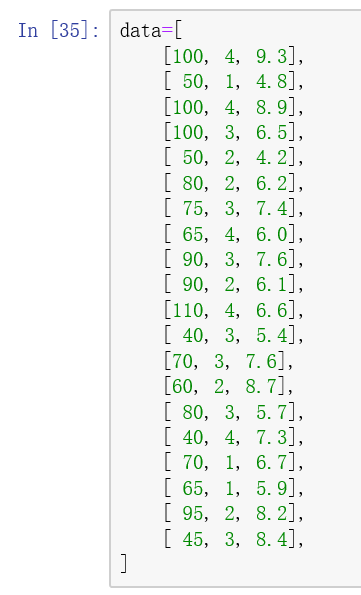 In [35]: data=[
[100, 4, 9.3],
[ 50, 1, 4.8],
[100, 4, 8.9],
[100, 3, 6.5],
[ 50, 2, 4.2],
[ 80, 2, 6.2],
[ 75, 3, 7.4],
[ 65, 4, 6.0],
[ 90, 3, 7.6],
[ 90, 2, 6.1],
[110, 4, 6.6],
[ 40, 3, 5.4],
[70, 3, 7.6],
[60, 2, 8.7],
[ 80, 3, 5.7],
[ 40, 4, 7.3],
[ 70, 1, 6.7],
[ 65, 1, 5.9],
[ 95, 2, 8.2],
[ 45, 3, 8.4],
]